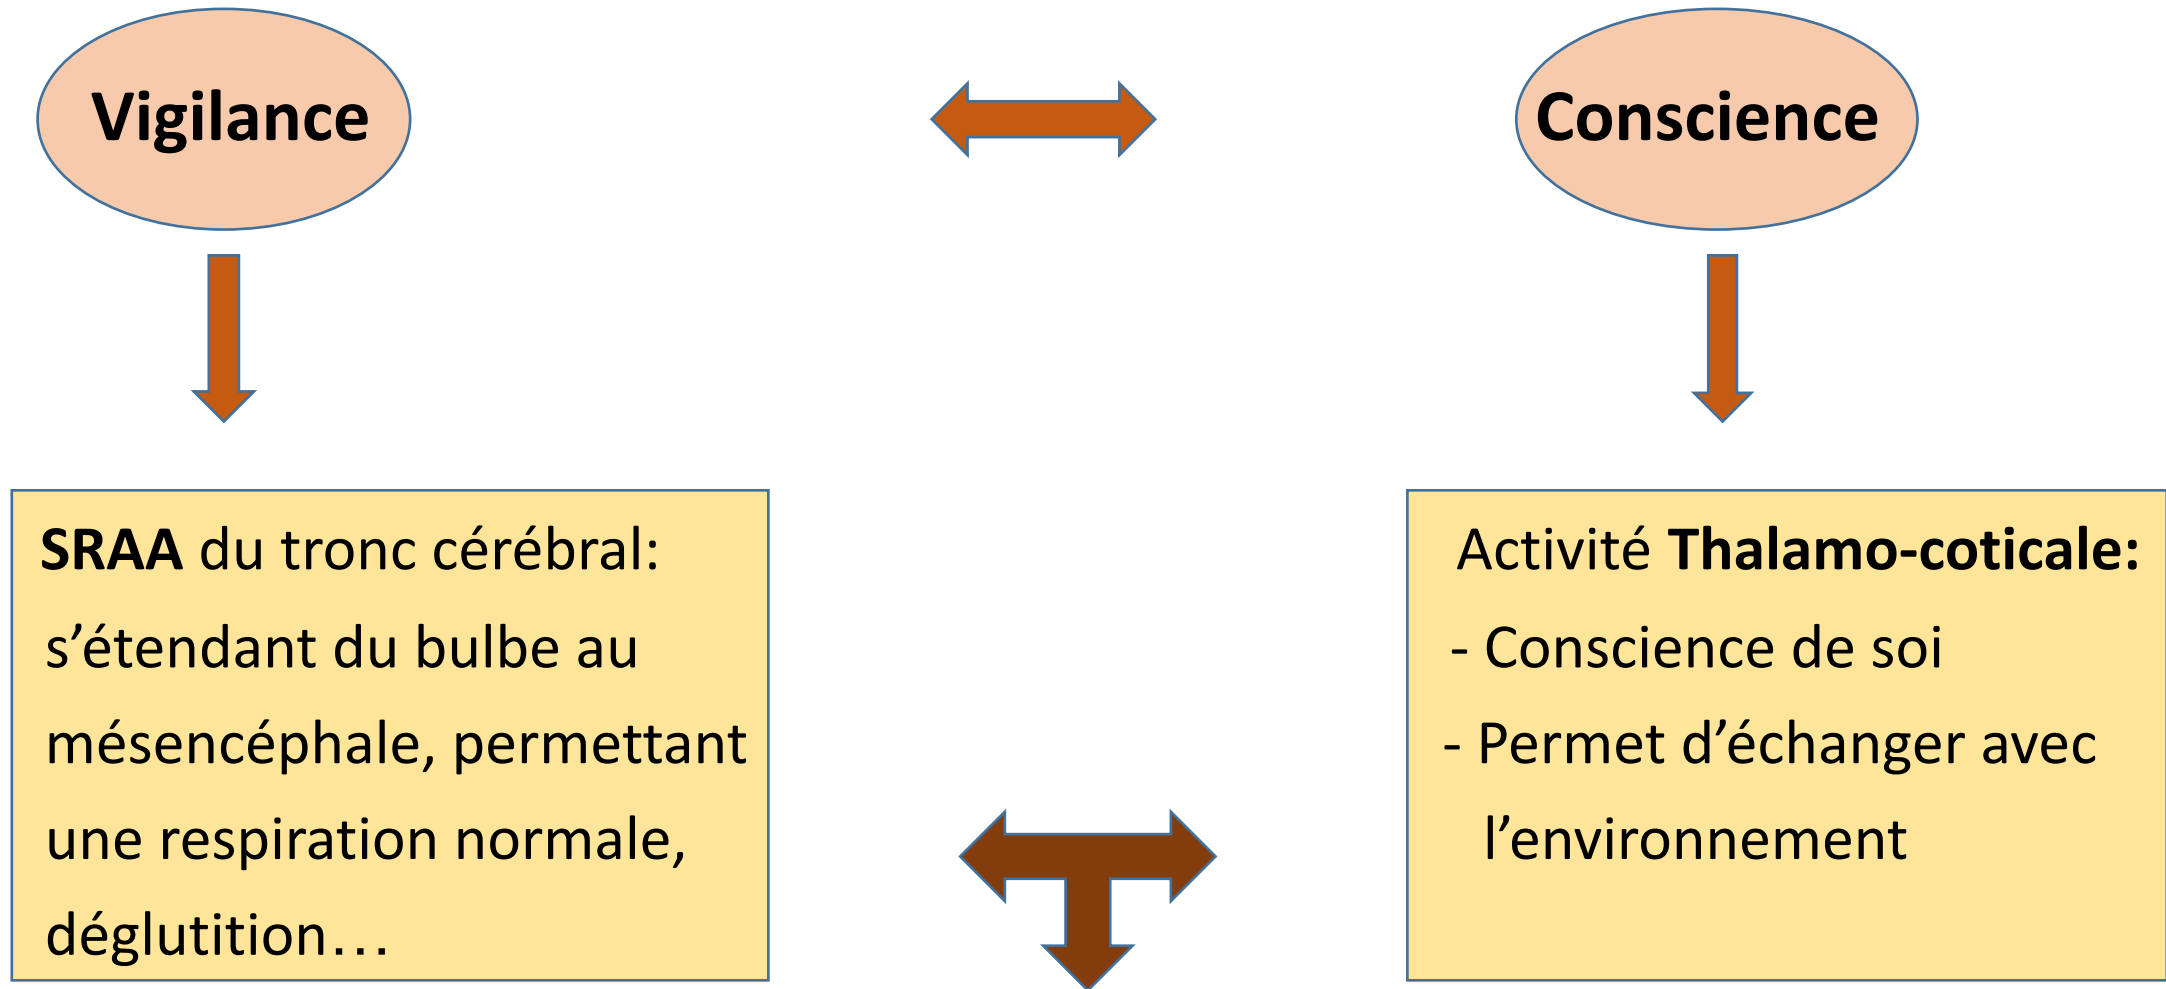 Vigilance
Conscience
SRAA du tronc cérébral:
s’étendant du bulbe au
mésencéphale, permettant
une respiration normale,
déglutition…
Activité Thalamo-coticale:
- Conscience de soi
- Permet d’échanger avec
l’environnement